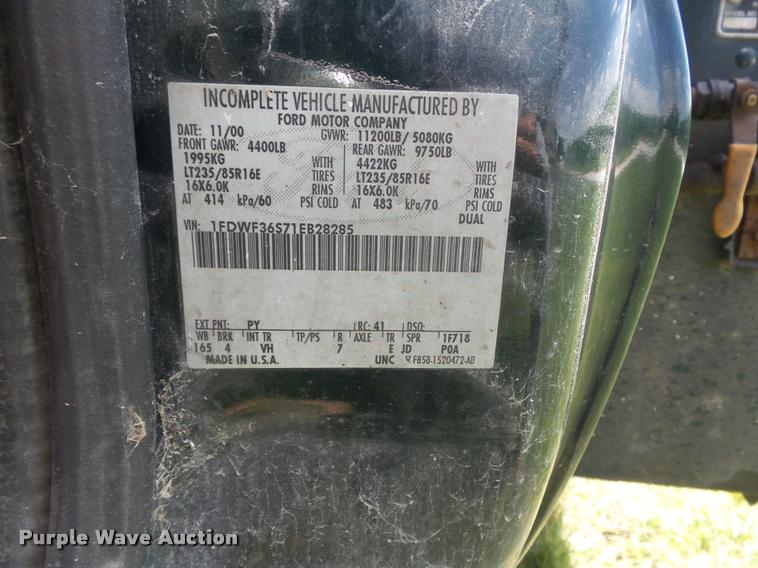 INCOMPLETE VEHICLE MANUFACTURED BY
FORD MOTOR COMPANY
DATE: 11/00 GVWR: 11200LB/ 5080KG
FRONT GAWR: 4400LB REAR GAWR: 9750LB
1995KG WITH 4422KG WITH
LT235/85R16E TIRES LT235/85R16E TIRES
16X6.0K RIMS 16X6.0K RIMS
AT 414 kPa/60 PSI COLD AT 483 kPa/70 PSI COLD
DUAL
VIN: 1FDWF36S71EB28285
EXT PNT: PY RC: 41 DSO:
WB BRK INT TR TP/PS R AXLE TR SPR 1F718
165 4 VH 7 E JD P0A
MADE IN U.S.A. UNC F85B-1520472-AB
MODEL NO.
Purple Wave Auction